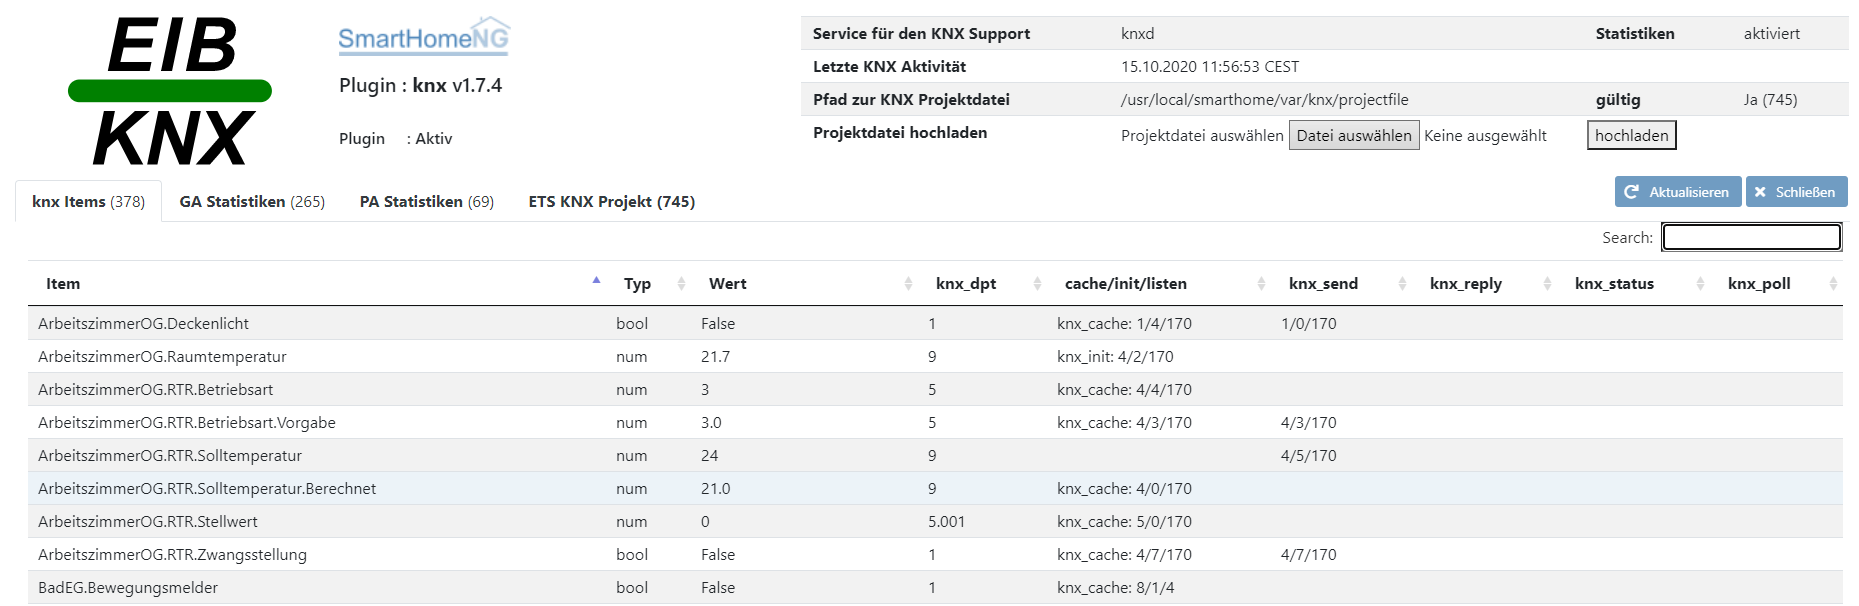 EIB
KNX
SmartHomeNG
Plugin : knx v1.7.4
Plugin : Aktiv
Service für den KNX Support knxd Statistiken aktiviert
Letzte KNX Aktivität 15.10.2020 11:56:53 CEST
Pfad zur KNX Projektdatei /usr/local/smarthome/var/knx/projectfile gültig Ja (745)
Projektdatei hochladen Projektdatei auswählen Datei auswählen Keine ausgewählt hochladen
knx Items (378) GA Statistiken (265) PA Statistiken (69) ETS KNX Projekt (745) Aktualisieren Schließen
Search:
Item Typ Wert knx_dpt cache/init/listen knx_send knx_reply knx_status knx_poll
ArbeitszimmerOG.Deckenlicht bool False 1 knx_cache: 1/4/170 1/0/170
ArbeitszimmerOG.Raumtemperatur num 21.7 9 knx_init: 4/2/170
ArbeitszimmerOG.RTR.Betriebsart num 3 5 knx_cache: 4/4/170
ArbeitszimmerOG.RTR.Betriebsart.Vorgabe num 3.0 5 knx_cache: 4/3/170 4/3/170
ArbeitszimmerOG.RTR.Solltemperatur num 24 9 4/5/170
ArbeitszimmerOG.RTR.Solltemperatur.Berechnet num 21.0 9 knx_cache: 4/0/170
ArbeitszimmerOG.RTR.Stellwert num 0 5.001 knx_cache: 5/0/170
ArbeitszimmerOG.RTR.Zwangsstellung bool False 1 knx_cache: 4/7/170 4/7/170
BadEG.Bewegungsmelder bool False 1 knx_cache: 8/1/4